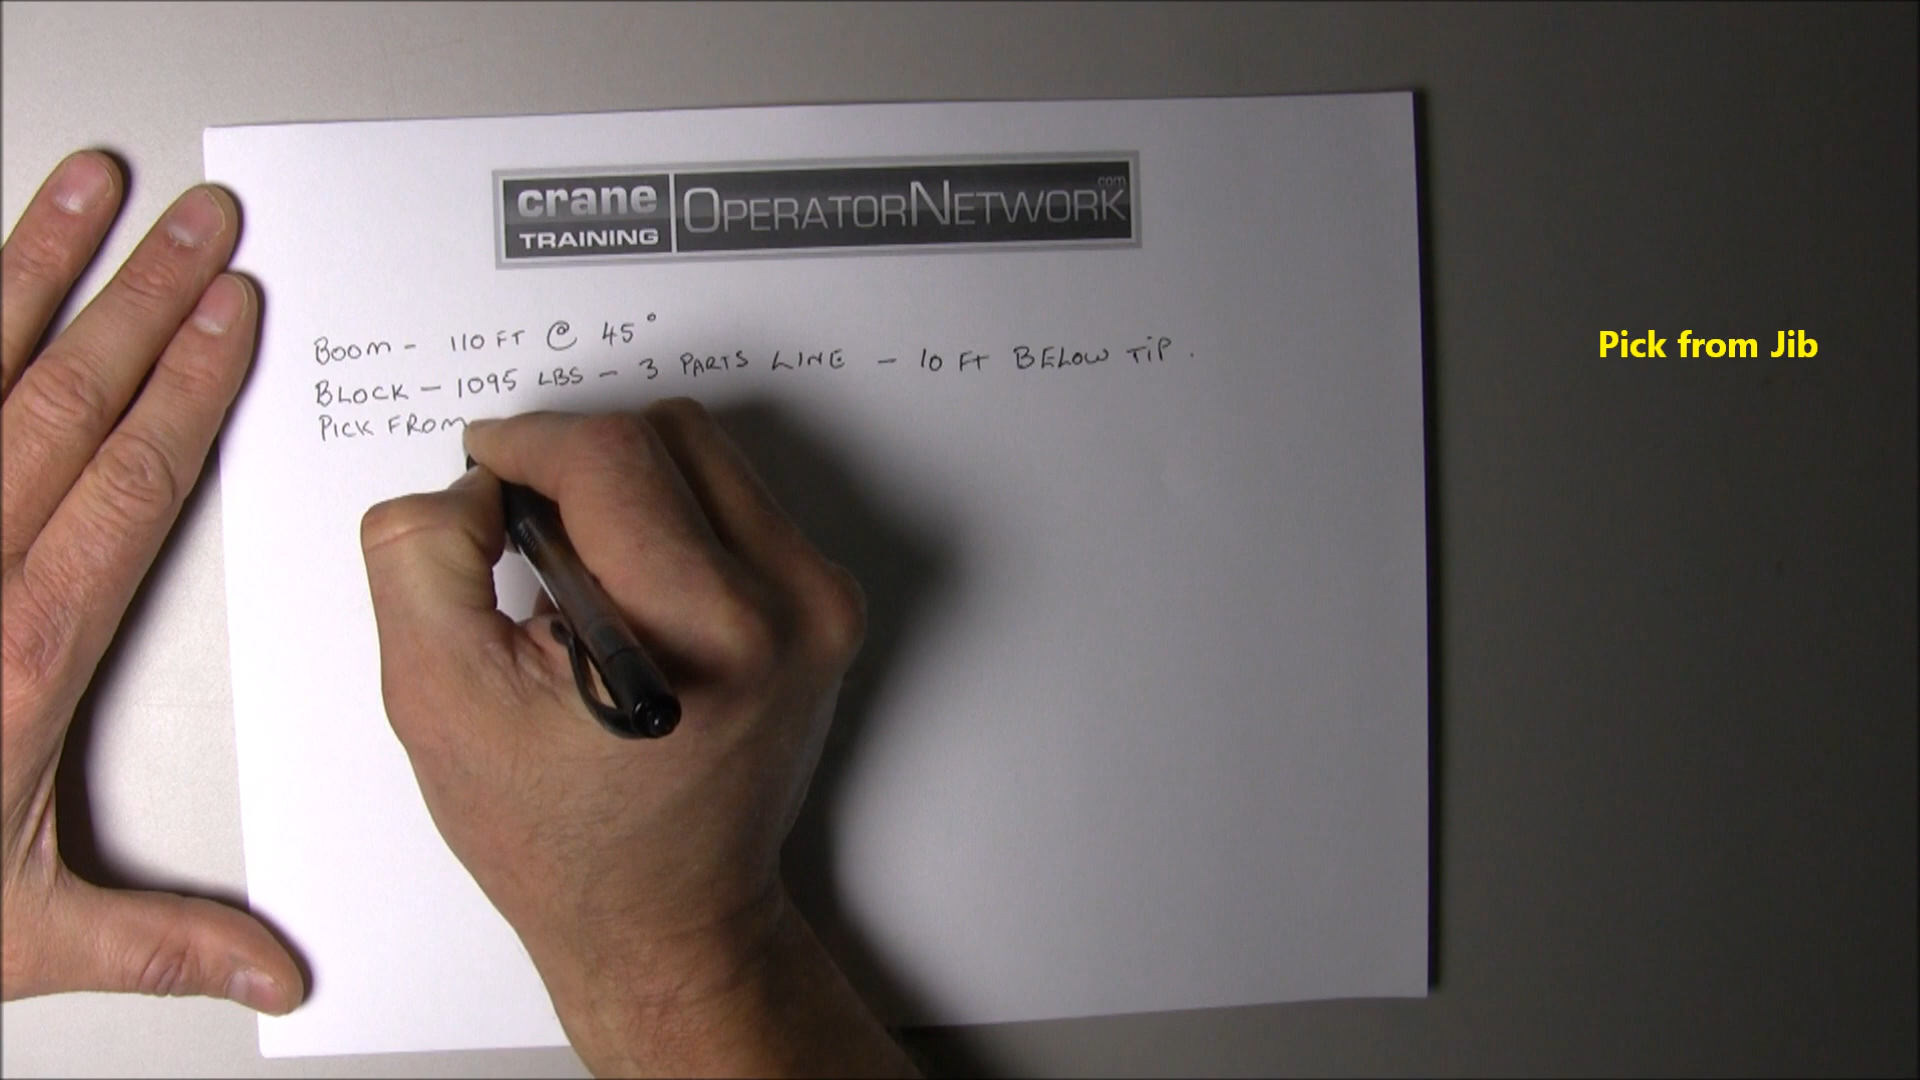 crane TRAINING OPERATORNETWORK.com
BOOM - 110 FT @ 45°
BLOCK - 1095 LBS - 3 PARTS LINE - 10 FT BELOW TIP.
PICK FROM
Pick from Jib